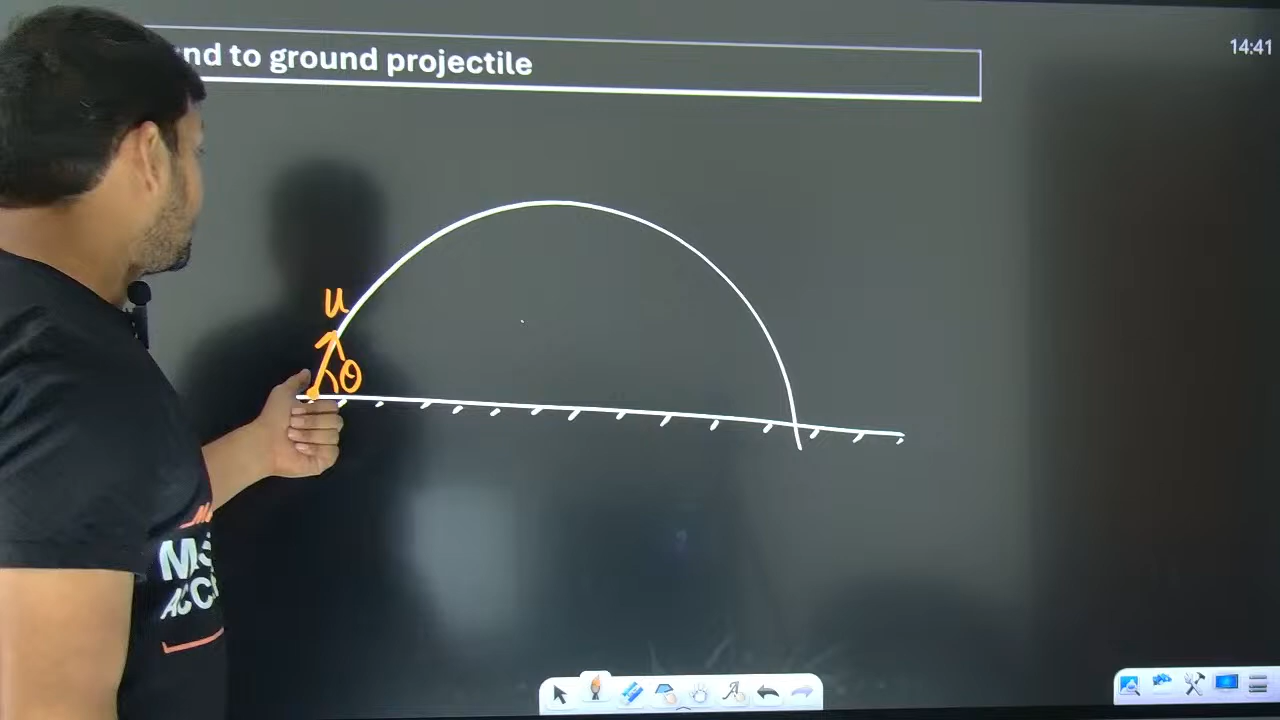 nd to ground projectile
14:41
u
θ